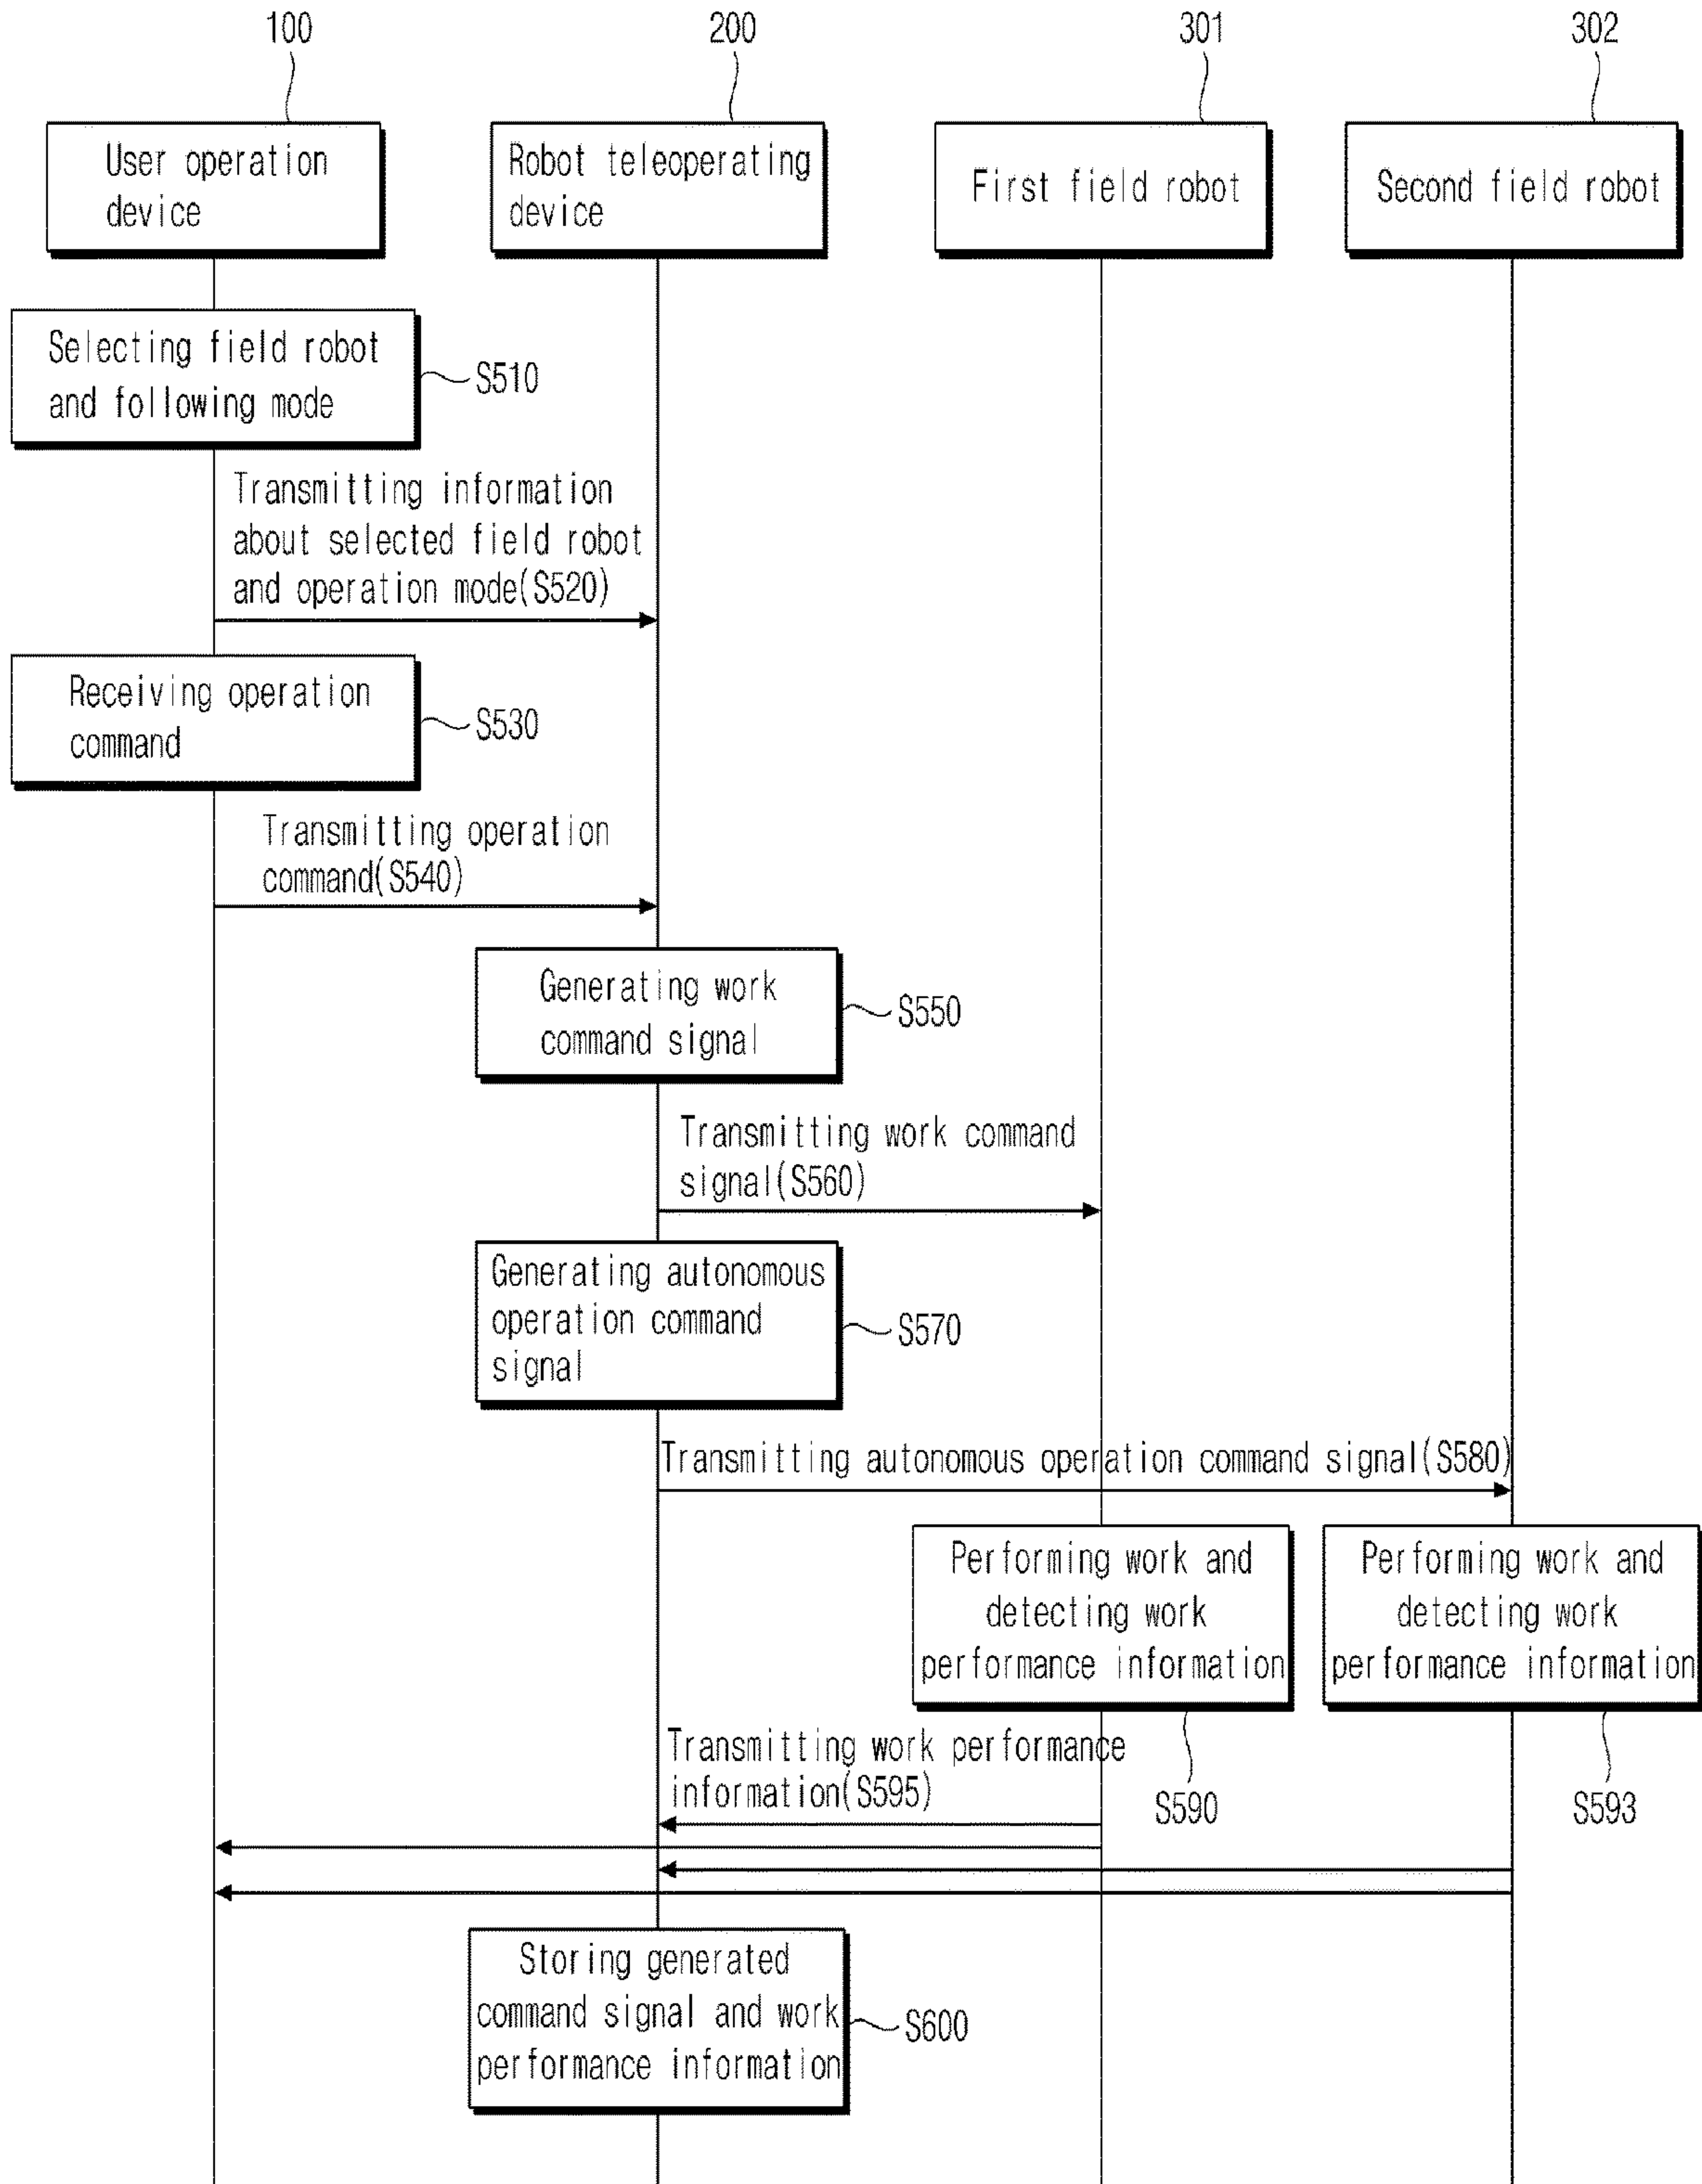 100
200
301
302
User operation
device
Robot teleoperating
device
First field robot
Second field robot
Selecting field robot
and following mode
S510
Transmitting information
about selected field robot
and operation mode(S520)
Receiving operation
command
S530
Transmitting operation
command(S540)
Generating work
command signal
S550
Transmitting work command
signal(S560)
Generating autonomous
operation command
signal
S570
Transmitting autonomous operation command signal(S580)
Performing work and
detecting work
performance information
Performing work and
detecting work
performance information
Transmitting work performance
information(S595)
S590
S593
Storing generated
command signal and work
performance information
S600